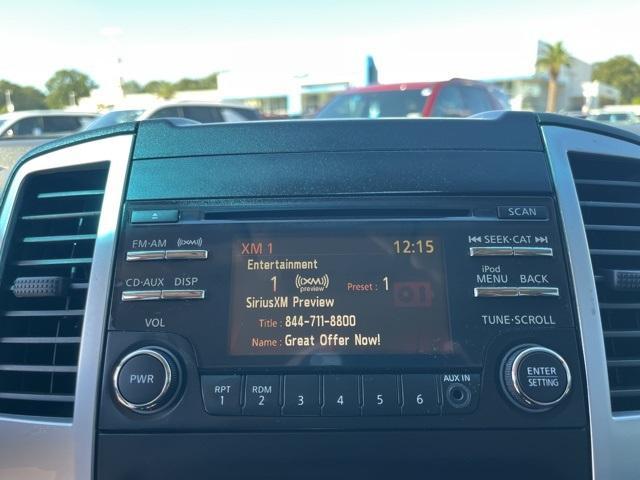 SCAN
FM·AM ((XM))
SEEK·CAT
CD·AUX DISP
iPod
MENU BACK
VOL
TUNE·SCROLL
XM 1 12:15
Entertainment
1 ((XM)) Preset : 1
preview
SiriusXM Preview
Title : 844-711-8800
Name : Great Offer Now!
PWR
ENTER
SETTING
RPT RDM AUX IN
1 2 3 4 5 6